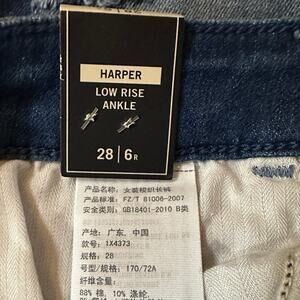 HARPER
LOW RISE
ANKLE
28|6R
产品名称: 女装梭织长裤
产品标准: FZ/T 81006-2007
安全类别: GB18401-2010 B类
产地: 广东, 中国
款号: 1X4373
规格: 28
号型/规格: 170/72A
纤维含量:
88% 棉, 10% 涤纶,